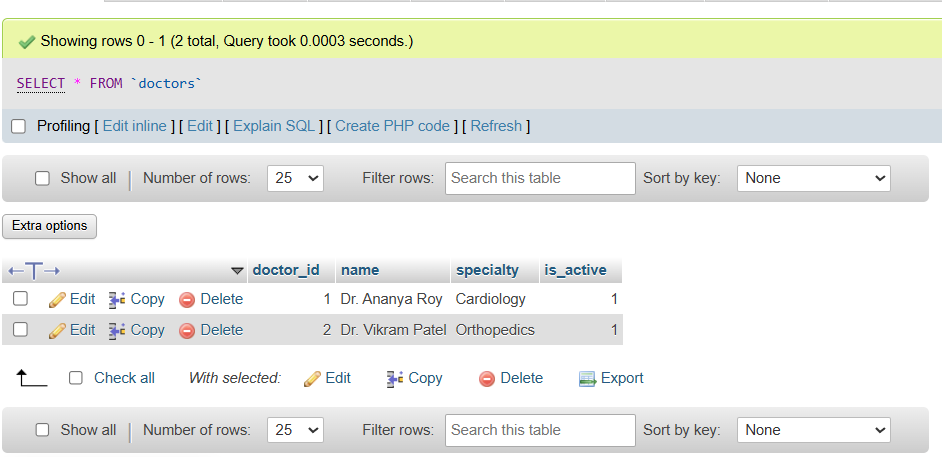 Showing rows 0 - 1 (2 total, Query took 0.0003 seconds.)
SELECT * FROM `doctors`
Profiling [ Edit inline ] [ Edit ] [ Explain SQL ] [ Create PHP code ] [ Refresh ]
Show all Number of rows: 25 Filter rows: Search this table Sort by key: None
Extra options
doctor_id name specialty is_active
Edit Copy Delete 1 Dr. Ananya Roy Cardiology 1
Edit Copy Delete 2 Dr. Vikram Patel Orthopedics 1
Check all With selected: Edit Copy Delete Export
Show all Number of rows: 25 Filter rows: Search this table Sort by key: None